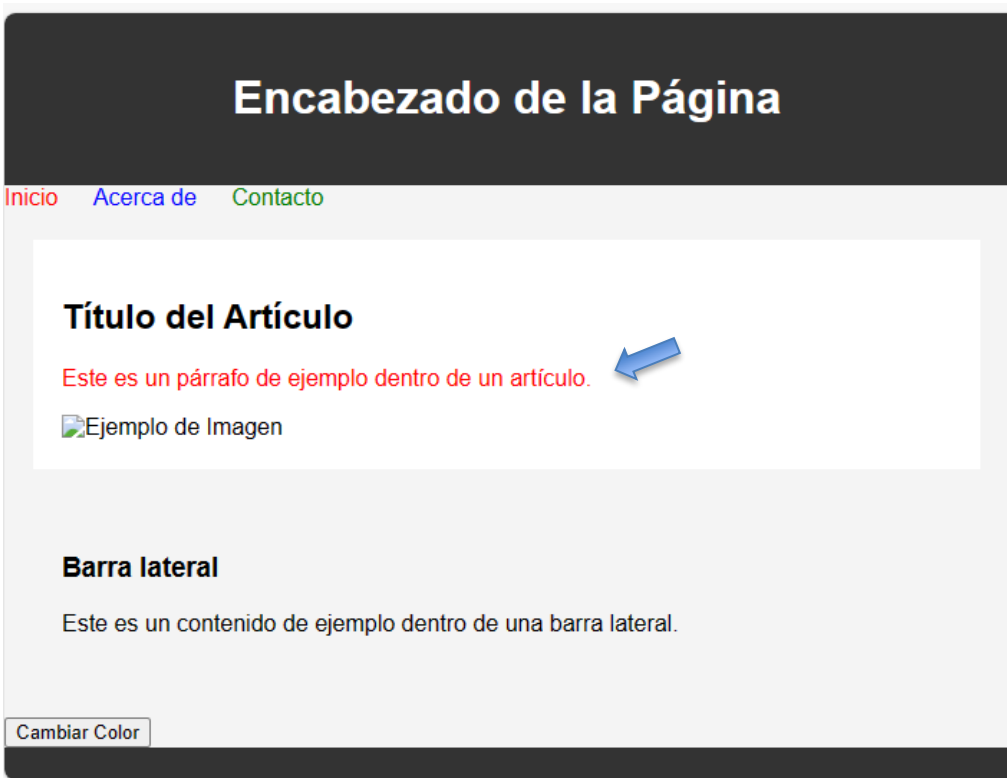 Encabezado de la Página
Inicio Acerca de Contacto
Título del Artículo
Este es un párrafo de ejemplo dentro de un artículo.
Ejemplo de Imagen
Barra lateral
Este es un contenido de ejemplo dentro de una barra lateral.
Cambiar Color